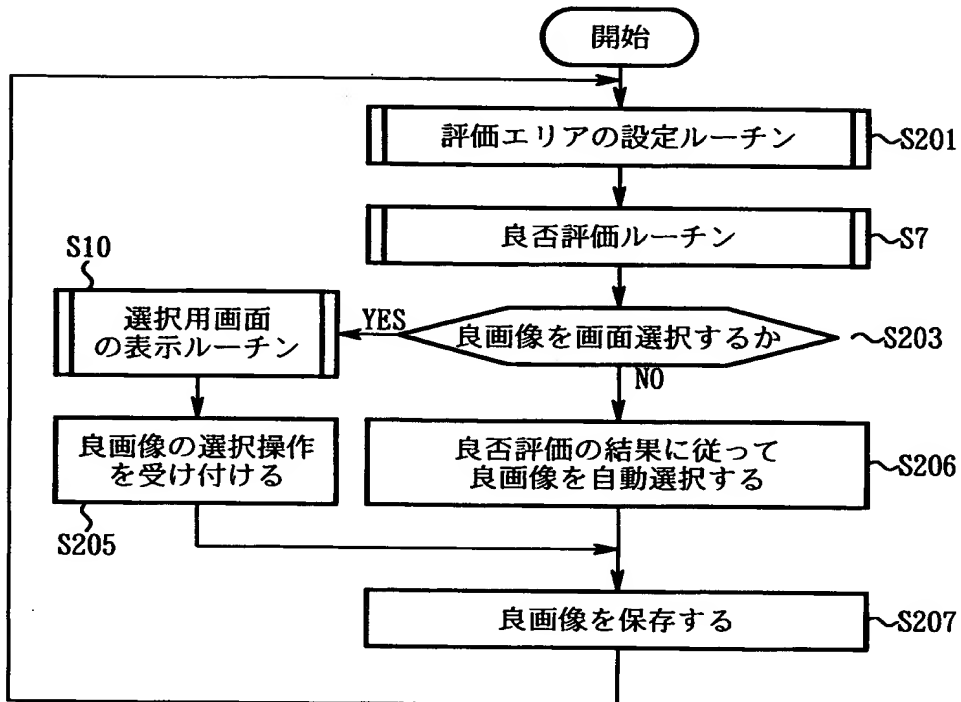 開始
評価エリアの設定ルーチン
S201
良否評価ルーチン
S7
S10
選択用画面
の表示ルーチン
YES
良画像を画面選択するか
S203
NO
良画像の選択操作
を受け付ける
S205
良否評価の結果に従って
良画像を自動選択する
S206
良画像を保存する
S207